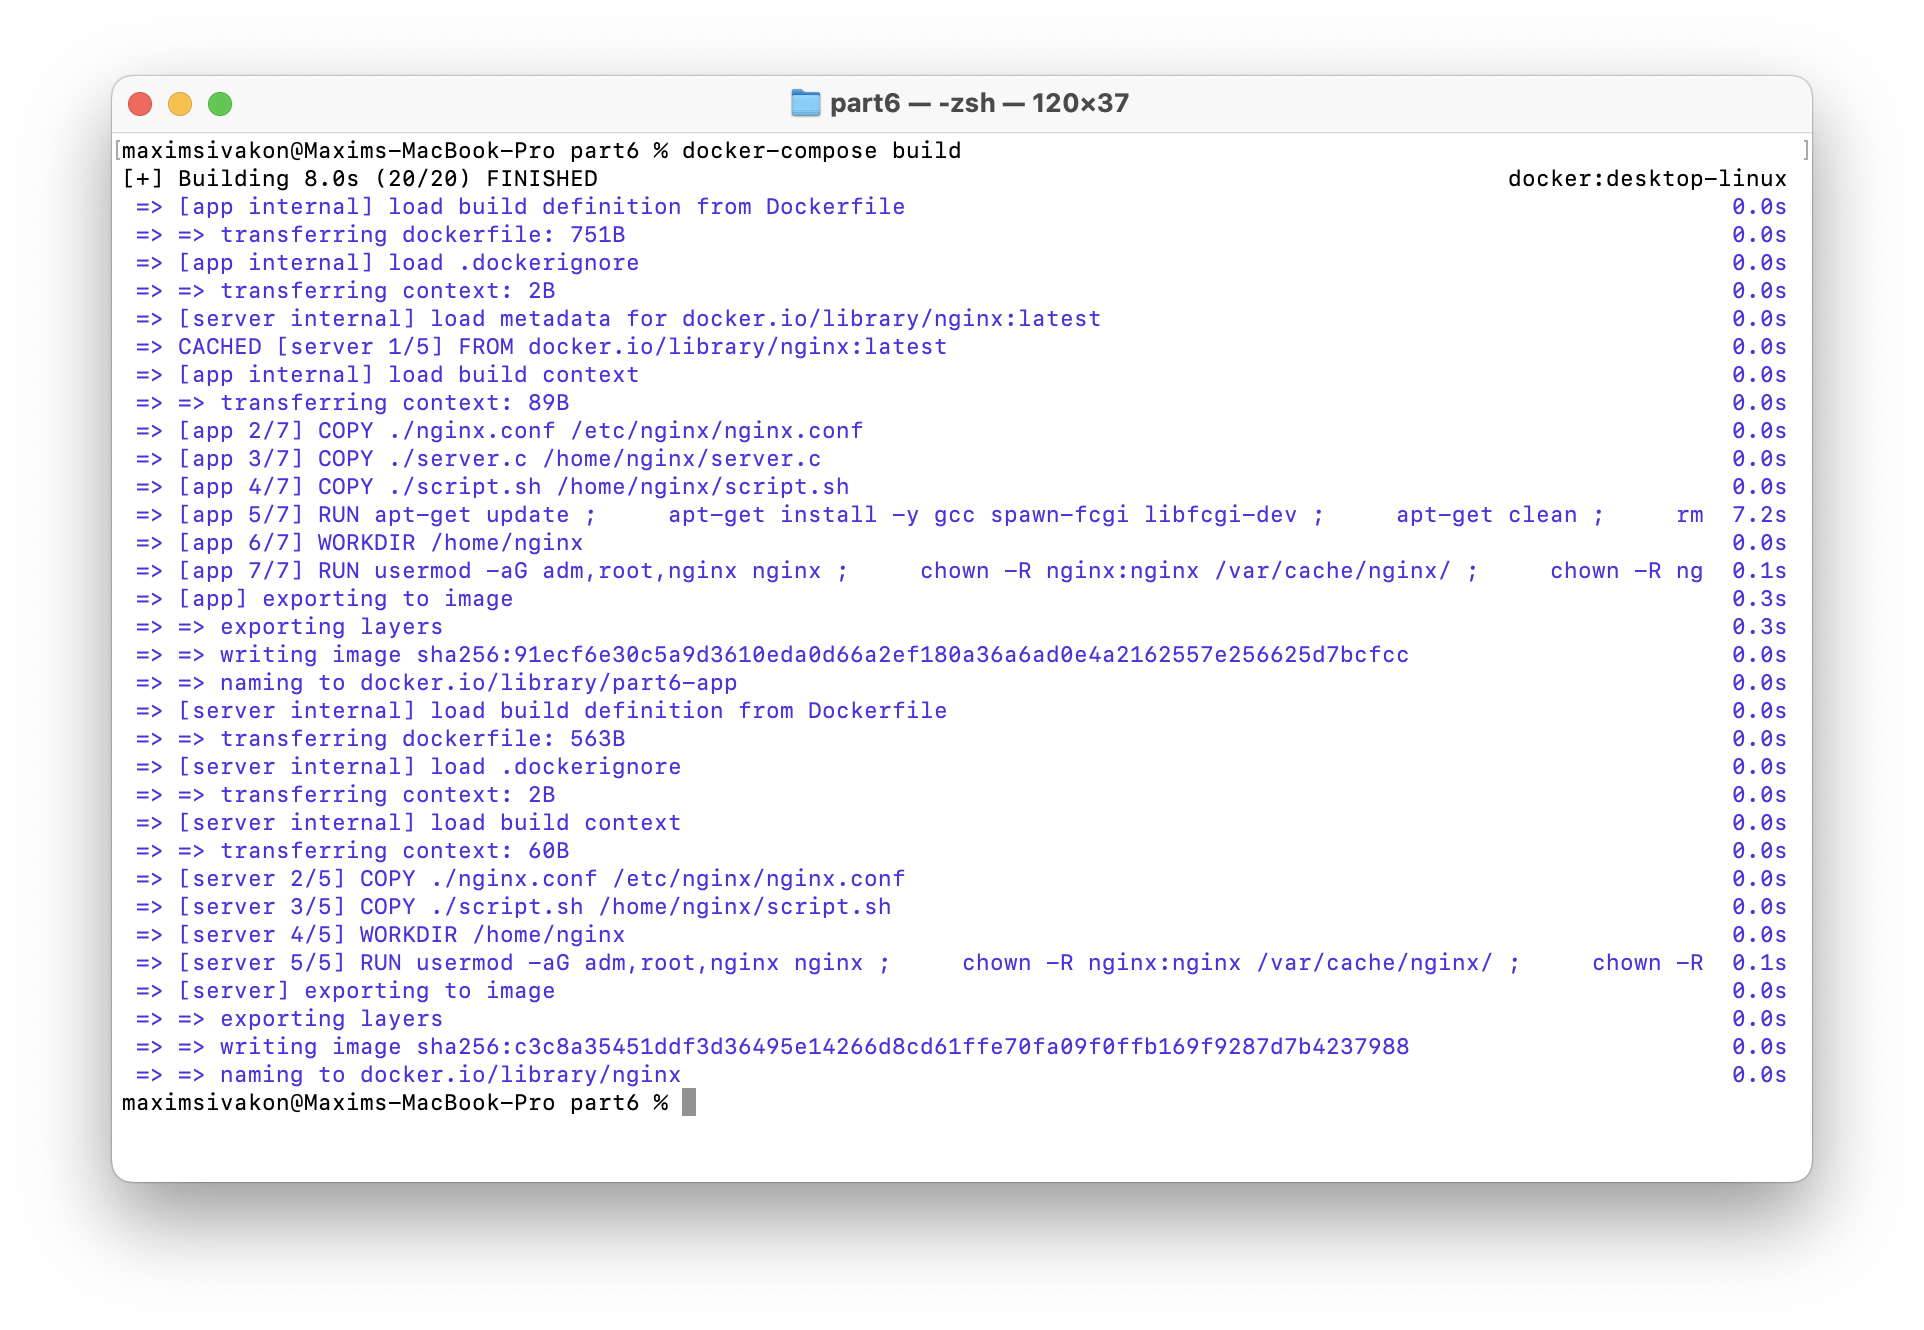 part6 — -zsh — 120×37
maximsivakon@Maxims-MacBook-Pro part6 % docker-compose build
[+] Building 8.0s (20/20) FINISHED docker:desktop-linux
=> [app internal] load build definition from Dockerfile 0.0s
=> => transferring dockerfile: 751B 0.0s
=> [app internal] load .dockerignore 0.0s
=> => transferring context: 2B 0.0s
=> [server internal] load metadata for docker.io/library/nginx:latest 0.0s
=> CACHED [server 1/5] FROM docker.io/library/nginx:latest 0.0s
=> [app internal] load build context 0.0s
=> => transferring context: 89B 0.0s
=> [app 2/7] COPY ./nginx.conf /etc/nginx/nginx.conf 0.0s
=> [app 3/7] COPY ./server.c /home/nginx/server.c 0.0s
=> [app 4/7] COPY ./script.sh /home/nginx/script.sh 0.0s
=> [app 5/7] RUN apt-get update ;     apt-get install -y gcc spawn-fcgi libfcgi-dev ;     apt-get clean ;     rm 7.2s
=> [app 6/7] WORKDIR /home/nginx 0.0s
=> [app 7/7] RUN usermod -aG adm,root,nginx nginx ;     chown -R nginx:nginx /var/cache/nginx/ ;     chown -R ng 0.1s
=> [app] exporting to image 0.3s
=> => exporting layers 0.3s
=> => writing image sha256:91ecf6e30c5a9d3610eda0d66a2ef180a36a6ad0e4a2162557e256625d7bcfcc 0.0s
=> => naming to docker.io/library/part6-app 0.0s
=> [server internal] load build definition from Dockerfile 0.0s
=> => transferring dockerfile: 563B 0.0s
=> [server internal] load .dockerignore 0.0s
=> => transferring context: 2B 0.0s
=> [server internal] load build context 0.0s
=> => transferring context: 60B 0.0s
=> [server 2/5] COPY ./nginx.conf /etc/nginx/nginx.conf 0.0s
=> [server 3/5] COPY ./script.sh /home/nginx/script.sh 0.0s
=> [server 4/5] WORKDIR /home/nginx 0.0s
=> [server 5/5] RUN usermod -aG adm,root,nginx nginx ;     chown -R nginx:nginx /var/cache/nginx/ ;     chown -R 0.1s
=> [server] exporting to image 0.0s
=> => exporting layers 0.0s
=> => writing image sha256:c3c8a35451ddf3d36495e14266d8cd61ffe70fa09f0ffb169f9287d7b4237988 0.0s
=> => naming to docker.io/library/nginx 0.0s
maximsivakon@Maxims-MacBook-Pro part6 %